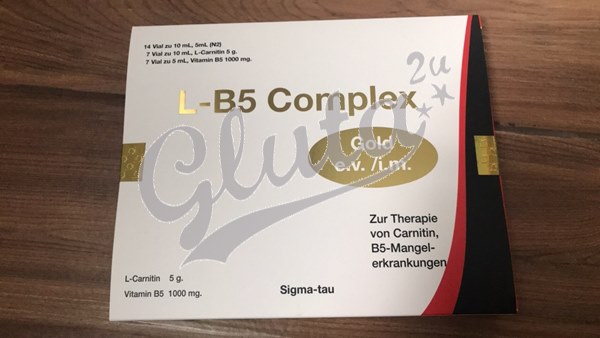 14 Vial zu 10 mL, 5mL (N2)
7 Vial zu 10 mL, L-Carnitin 5 g.
7 Vial zu 5 mL, Vitamin B5 1000 mg.
L-B5 Complex
Gold
e.v. /i.m.
Gluta
2u
Zur Therapie
von Carnitin,
B5-Mangel-
erkrankungen
L-Carnitin 5 g.
Vitamin B5 1000 mg.
Sigma-tau